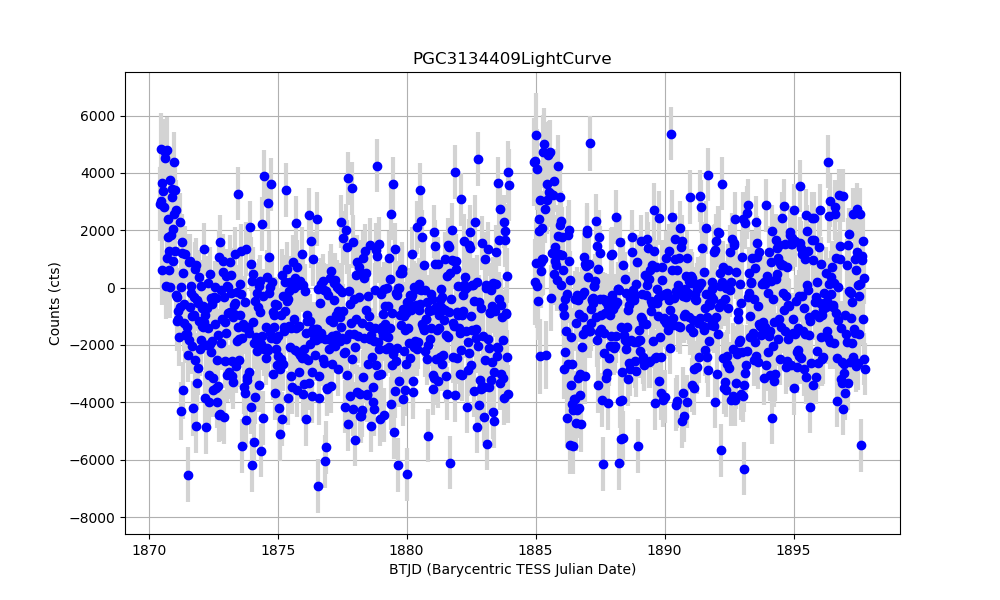 PGC3134409LightCurve
Counts (cts)
6000
4000
2000
0
−2000
−4000
−6000
−8000
1870 1875 1880 1885 1890 1895
BTJD (Barycentric TESS Julian Date)